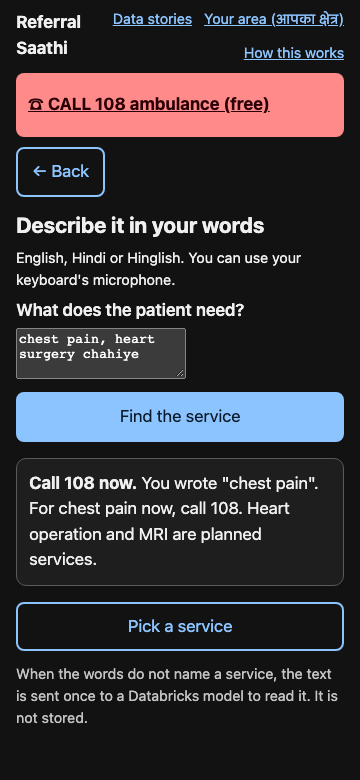 Referral Saathi
Data stories
Your area (आपका क्षेत्र)
How this works
☎ CALL 108 ambulance (free)
← Back
Describe it in your words
English, Hindi or Hinglish. You can use your
keyboard's microphone.
What does the patient need?
chest pain, heart
surgery chahiye
Find the service
Call 108 now. You wrote "chest pain".
For chest pain now, call 108. Heart
operation and MRI are planned
services.
Pick a service
When the words do not name a service, the text
is sent once to a Databricks model to read it. It is
not stored.